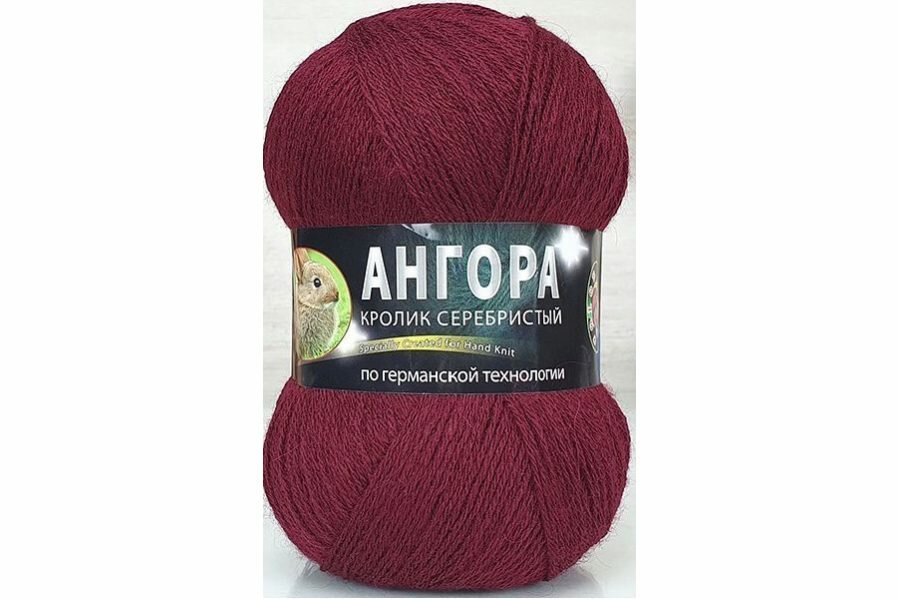 АНГОРА
КРОЛИК СЕРЕБРИСТЫЙ
Specially Created for Hand Knit
по германской технологии